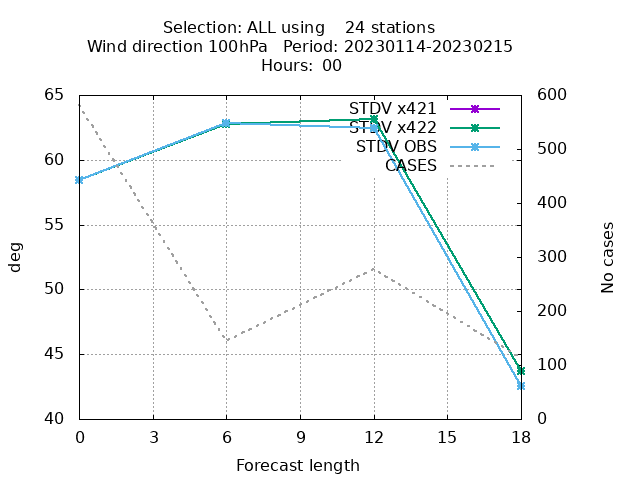 Selection: ALL using    24 stations
Wind direction 100hPa   Period: 20230114-20230215
Hours: 00
65
60
55
50
45
40
600
500
400
300
200
100
0
STDV x421
STDV x422
STDV OBS
CASES
deg
No cases
0 3 6 9 12 15 18
Forecast length